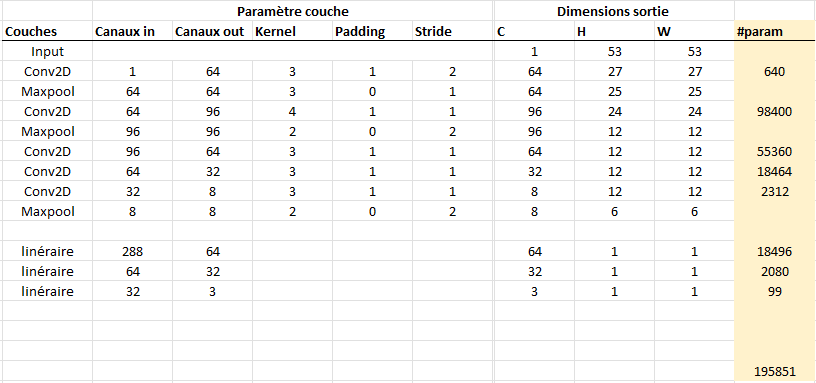 Paramètre couche Dimensions sortie
Couches Canaux in Canaux out Kernel Padding Stride C H W #param
Input 1 53 53
Conv2D 1 64 3 1 2 64 27 27 640
Maxpool 64 64 3 0 1 64 25 25
Conv2D 64 96 4 1 1 96 24 24 98400
Maxpool 96 96 2 0 2 96 12 12
Conv2D 96 64 3 1 1 64 12 12 55360
Conv2D 64 32 3 1 1 32 12 12 18464
Conv2D 32 8 3 1 1 8 12 12 2312
Maxpool 8 8 2 0 2 8 6 6
linéraire 288 64 64 1 1 18496
linéraire 64 32 32 1 1 2080
linéraire 32 3 3 1 1 99
195851